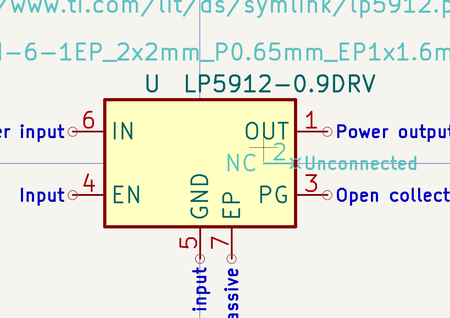 /www.ti.com/lit/ds/symlink/lp5912.p
-6-1EP_2x2mm_P0.65mm_EP1x1.6m
U LP5912-0.9DRV
er input 6 IN OUT 1 Power output
NC 2 Unconnected
Input 4 EN PG 3 Open collect
GND EP
5 7
input assive